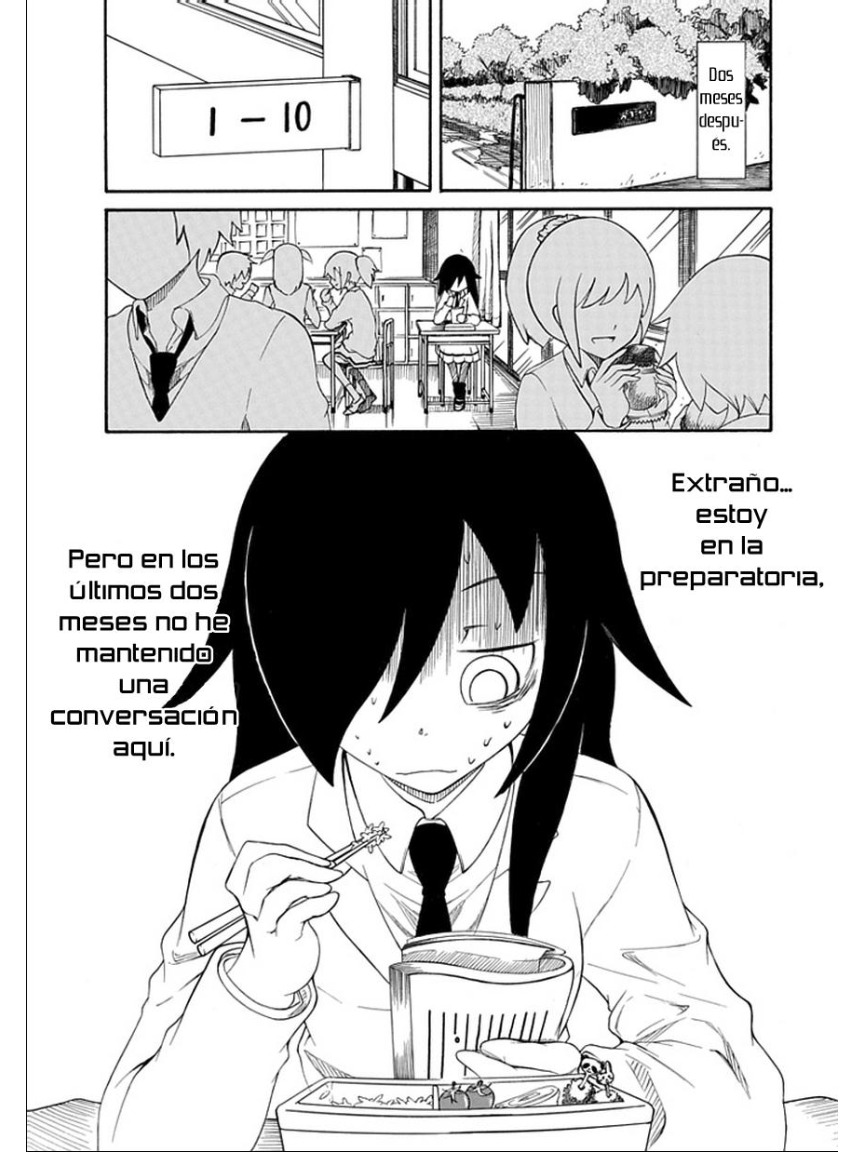 1 - 10
Dos
meses
despu-
és.
Extraño...
estoy
en la
preparatoria,
Pero en los
últimos dos
meses no he
mantenido
una
conversación
aquí.